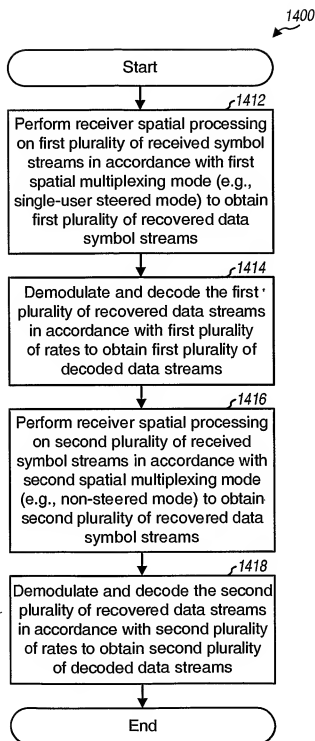 1400
Start
1412
Perform receiver spatial processing
on first plurality of received symbol
streams in accordance with first
spatial multiplexing mode (e.g.,
single-user steered mode) to obtain
first plurality of recovered data
symbol streams
1414
Demodulate and decode the first
plurality of recovered data streams
in accordance with first plurality
of rates to obtain first plurality of
decoded data streams
1416
Perform receiver spatial processing
on second plurality of received
symbol streams in accordance with
second spatial multiplexing mode
(e.g., non-steered mode) to obtain
second plurality of recovered data
symbol streams
1418
Demodulate and decode the second
plurality of recovered data streams
in accordance with second plurality
of rates to obtain second plurality
of decoded data streams
End